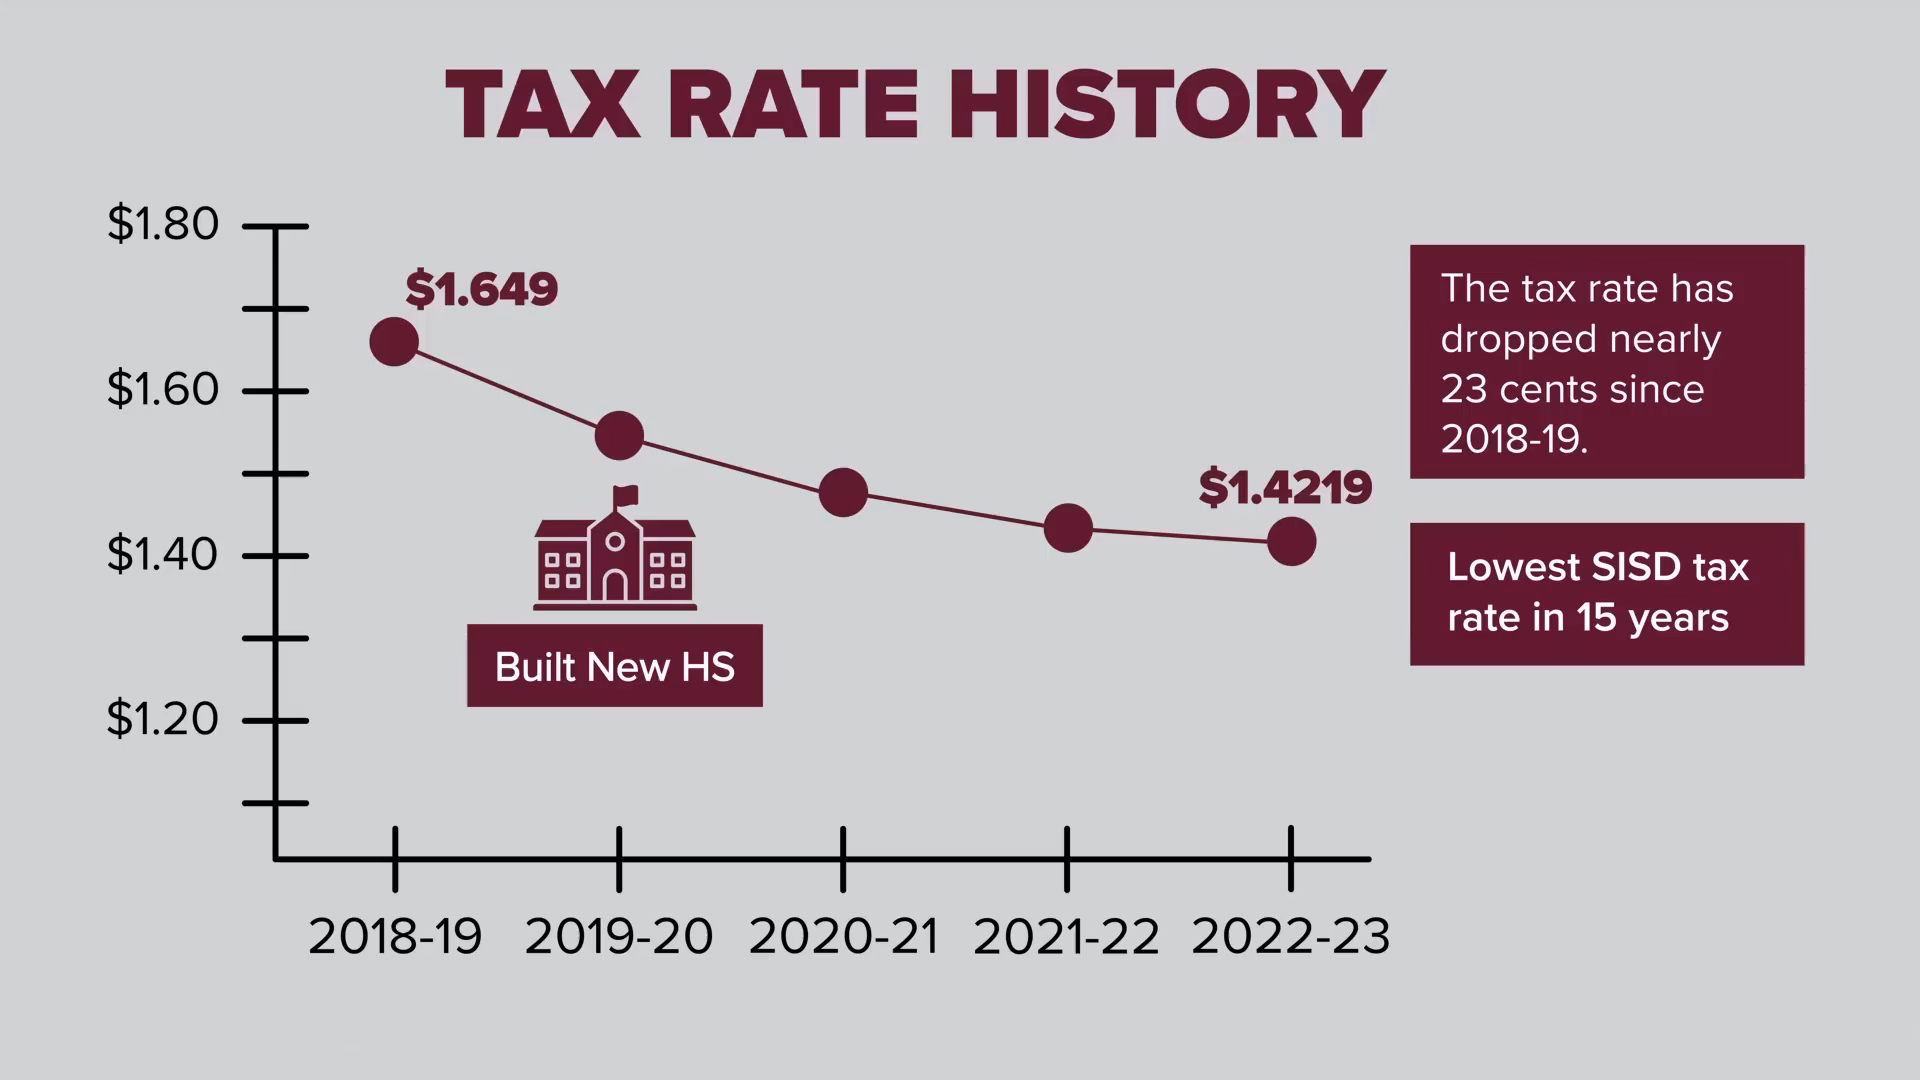 TAX RATE HISTORY
$1.80
$1.60
$1.40
$1.20
$1.649
$1.4219
Built New HS
2018-19 2019-20 2020-21 2021-22 2022-23
The tax rate has
dropped nearly
23 cents since
2018-19.
Lowest SISD tax
rate in 15 years